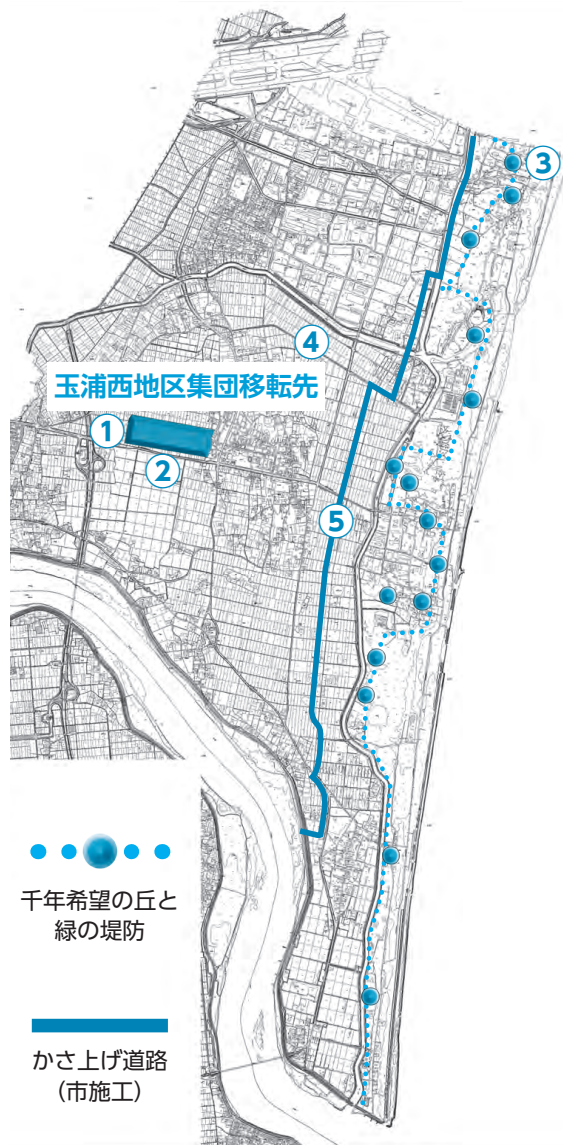 ③
④
玉浦西地区集団移転先
①
②
⑤
千年希望の丘と
緑の堤防
かさ上げ道路
（市施工）